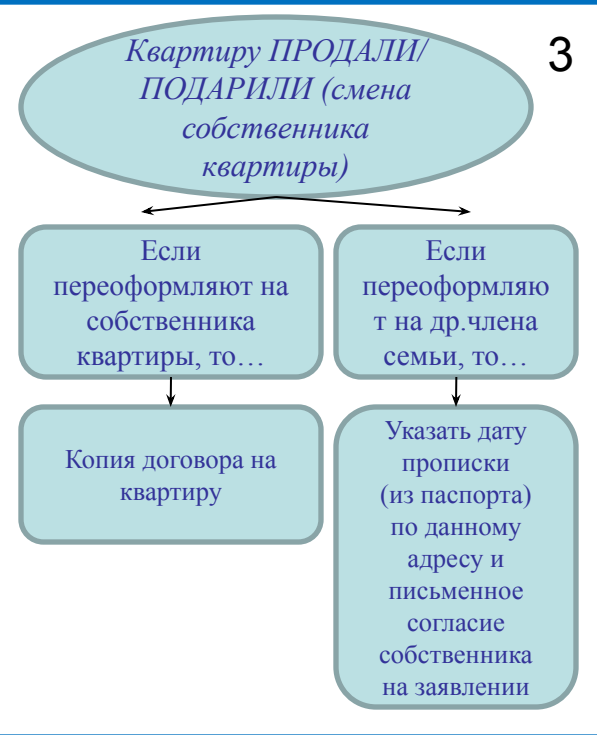 Квартиру ПРОДАЛИ/
ПОДАРИЛИ (смена
собственника
квартиры)
3
Если
переоформляют на
собственника
квартиры, то…
Если
переоформляю
т на др.члена
семьи, то…
Копия договора на
квартиру
Указать дату
прописки
(из паспорта)
по данному
адресу и
письменное
согласие
собственника
на заявлении